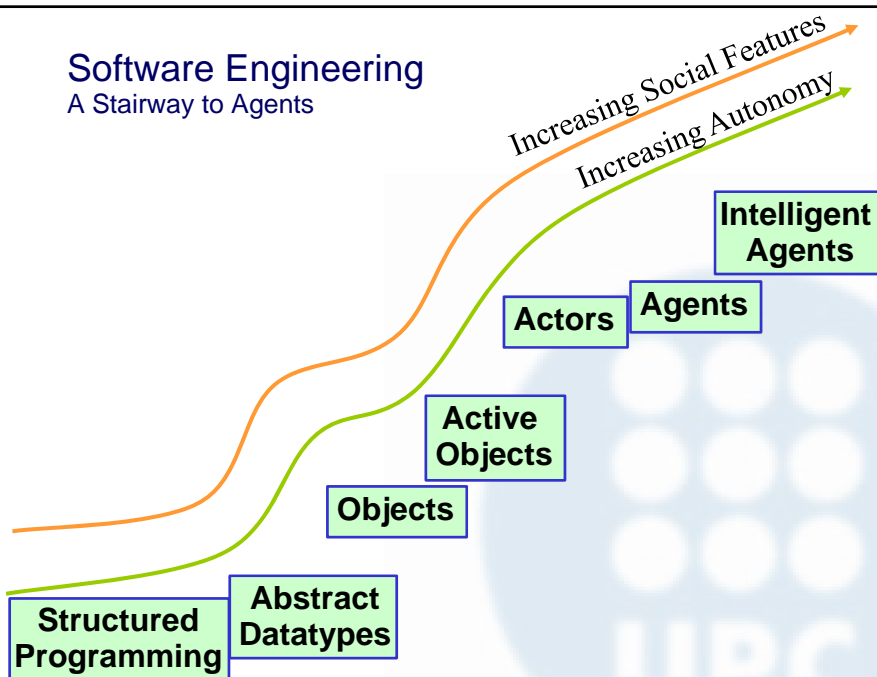 Software Engineering
A Stairway to Agents
Increasing Social Features
Increasing Autonomy
Intelligent
Agents
Actors
Agents
Active
Objects
Objects
Abstract
Datatypes
Structured
Programming
UPC